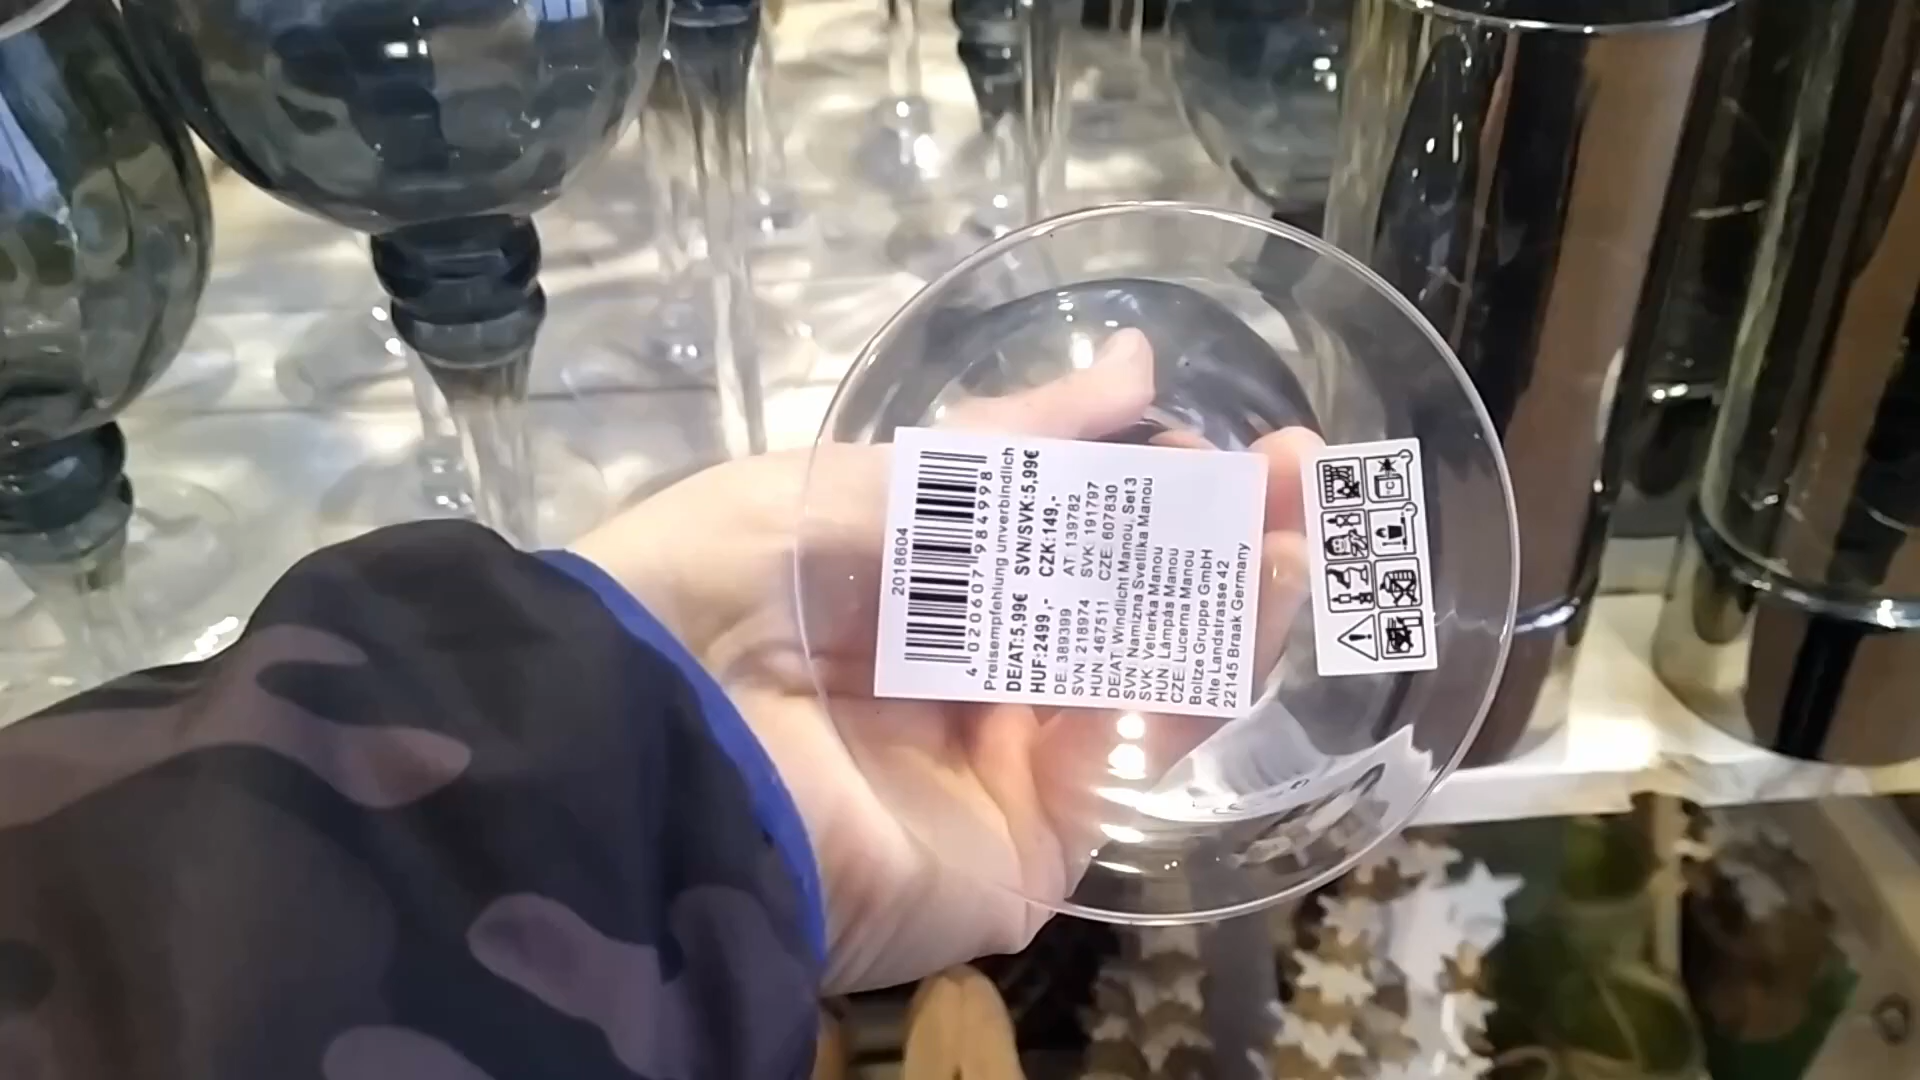 2018604
4 020607 984998
Preisempfehlung unverbindlich
DE/AT:5,99€ SVN/SVK:5,99€
HUF:2499,- CZK:149,-
DE: 389399 AT: 139782
SVN: 218974 SVK: 191797
HUN: 467511 CZE: 607830
DE/AT: Windlicht Manou, Set 3
SVN: Namizna Svetilka Manou
SVK: Vetierka Manou
HUN: Lámpás Manou
CZE: Lucerna Manou
Boltze Gruppe GmbH
Alte Landstrasse 42
22145 Braak Germany